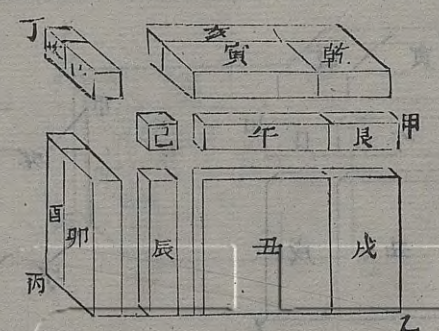 丁
亥
寅 乾
己 午 艮 甲
酉 卯 辰 丑 戌
丙 乙